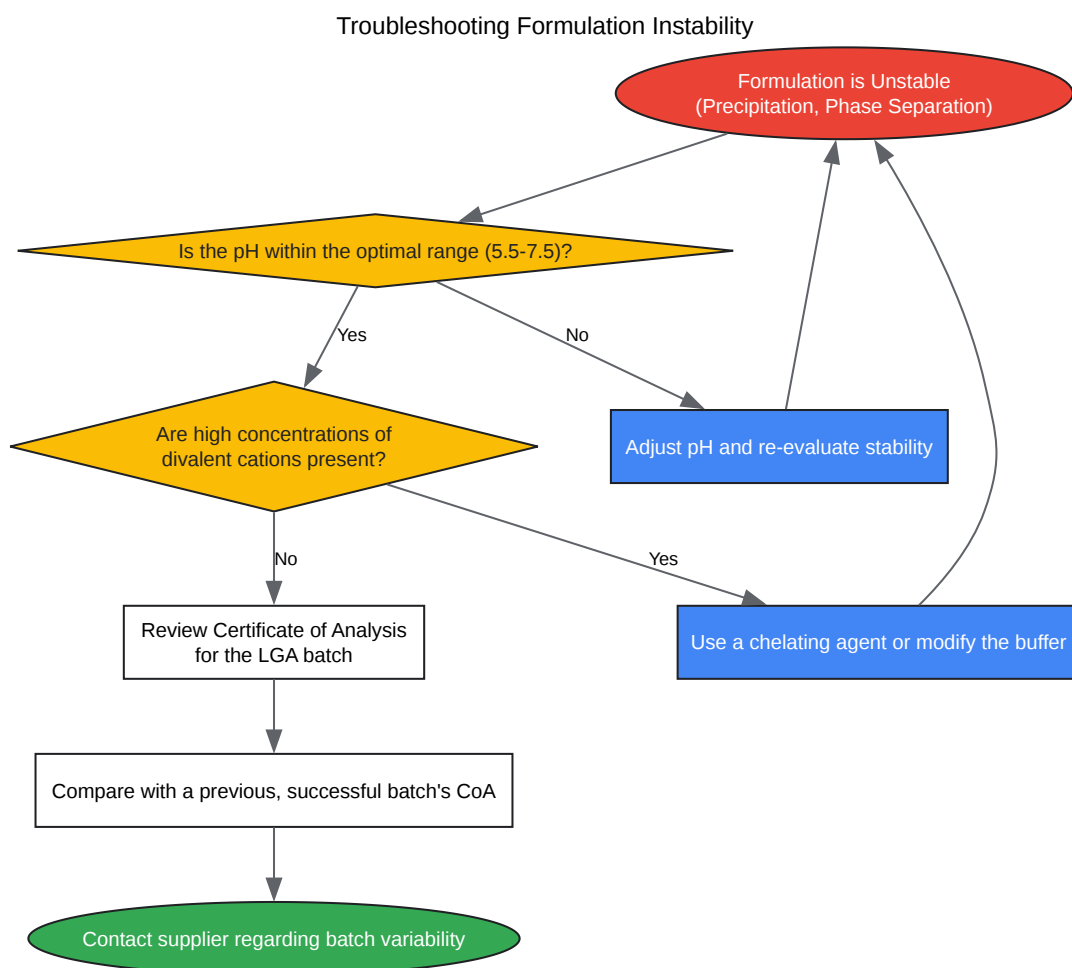 Troubleshooting Formulation Instability
Formulation is Unstable
(Precipitation, Phase Separation)
Is the pH within the optimal range (5.5-7.5)?
Yes
No
Are high concentrations of
divalent cations present?
Adjust pH and re-evaluate stability
No
Yes
Review Certificate of Analysis
for the LGA batch
Use a chelating agent or modify the buffer
Compare with a previous, successful batch's CoA
Contact supplier regarding batch variability